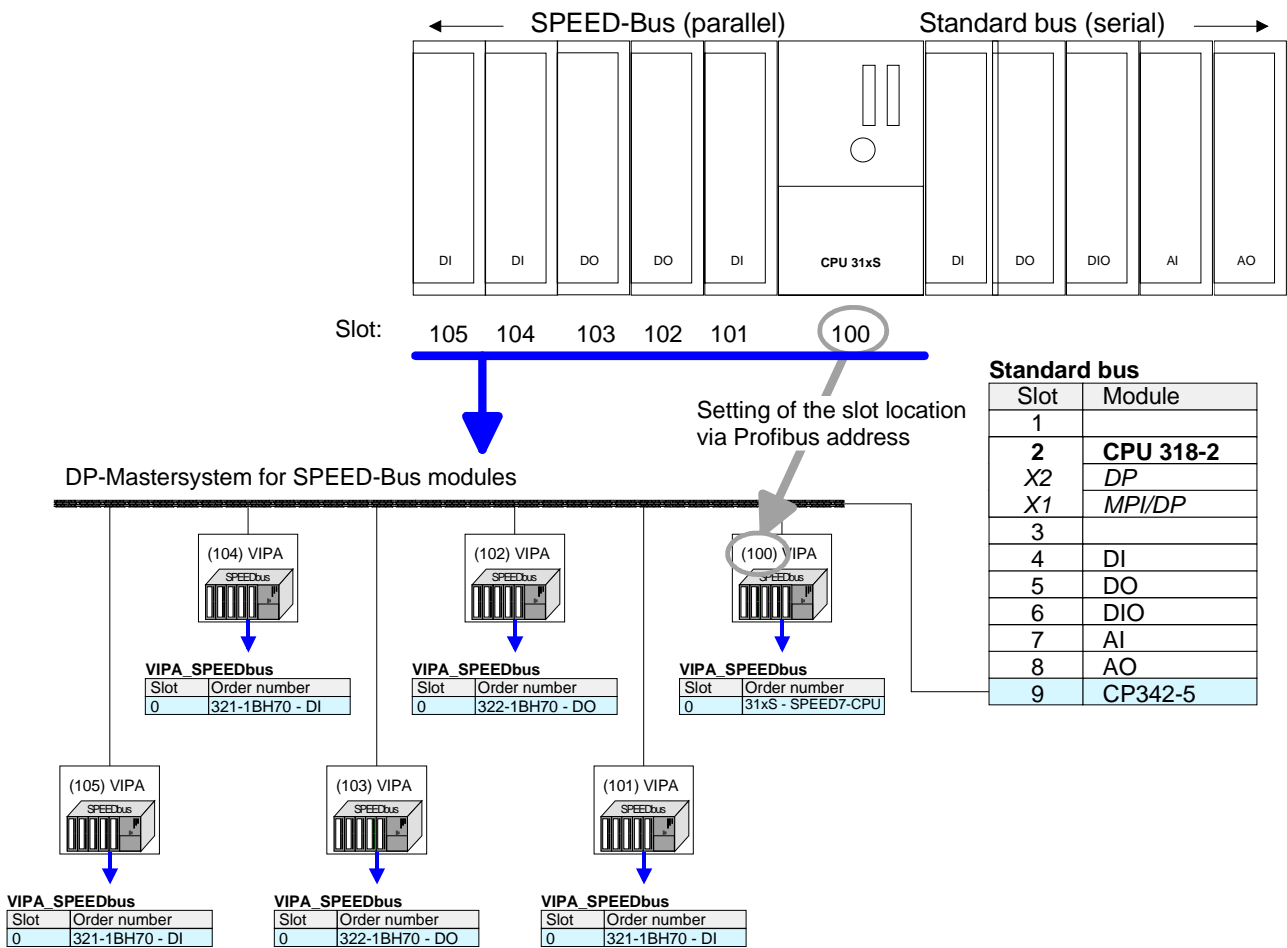 SPEED-Bus (parallel)
Standard bus (serial)
DI
DI
DO
DO
DI
CPU 31xS
DI
DO
DIO
AI
AO
Slot:
105
104
103
102
101
100
Setting of the slot location
via Profibus address
DP-Mastersystem for SPEED-Bus modules
Standard bus
Slot Module
1
2 CPU 318-2
X2 DP
X1 MPI/DP
3
4 DI
5 DO
6 DIO
7 AI
8 AO
9 CP342-5
(104) VIPA
SPEEDbus
VIPA_SPEEDbus
Slot Order number
0 321-1BH70 - DI
(102) VIPA
SPEEDbus
VIPA_SPEEDbus
Slot Order number
0 322-1BH70 - DO
(100) VIPA
SPEEDbus
VIPA_SPEEDbus
Slot Order number
0 31xS - SPEED7-CPU
(105) VIPA
SPEEDbus
VIPA_SPEEDbus
Slot Order number
0 321-1BH70 - DI
(103) VIPA
SPEEDbus
VIPA_SPEEDbus
Slot Order number
0 322-1BH70 - DO
(101) VIPA
SPEEDbus
VIPA_SPEEDbus
Slot Order number
0 321-1BH70 - DI